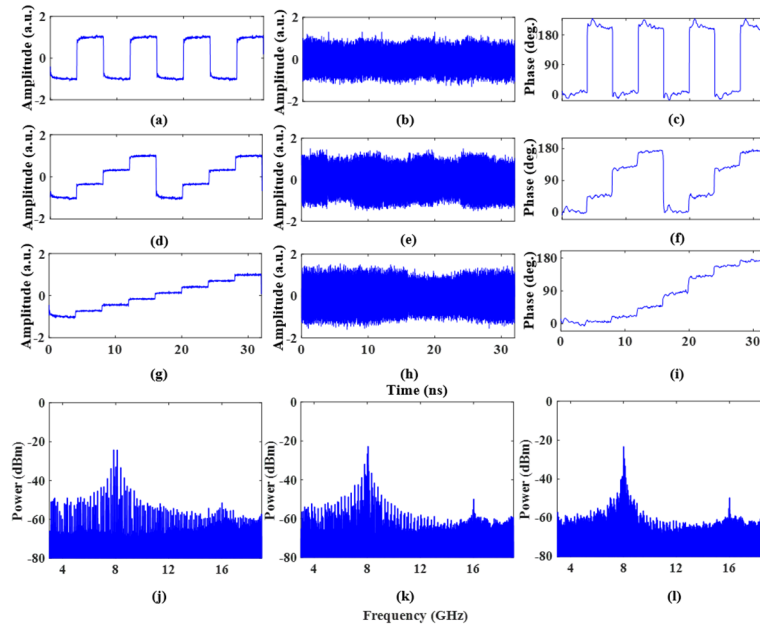 2
0
2
Amplitude (a.u.)
(a)
2
0
-2
Amplitude (a.u.)
(b)
180
90
0
Phase (deg.)
(c)
2
0
2
Amplitude (a.u.)
(d)
2
0
-2
Amplitude (a.u.)
(e)
180
90
0
Phase (deg.)
(f)
2
0
2
Amplitude (a.u.)
0 10 20 30
(g)
2
0
-2
Amplitude (a.u.)
0 10 20 30
(h)
180
90
0
Phase (deg.)
0 10 20 30
(i)
Time (ns)
0
-20
-40
-60
-80
Power (dBm)
4 8 12 16
(j)
0
-20
-40
-60
-80
Power (dBm)
4 8 12 16
(k)
0
-20
-40
-60
-80
Power (dBm)
4 8 12 16
(l)
Frequency (GHz)